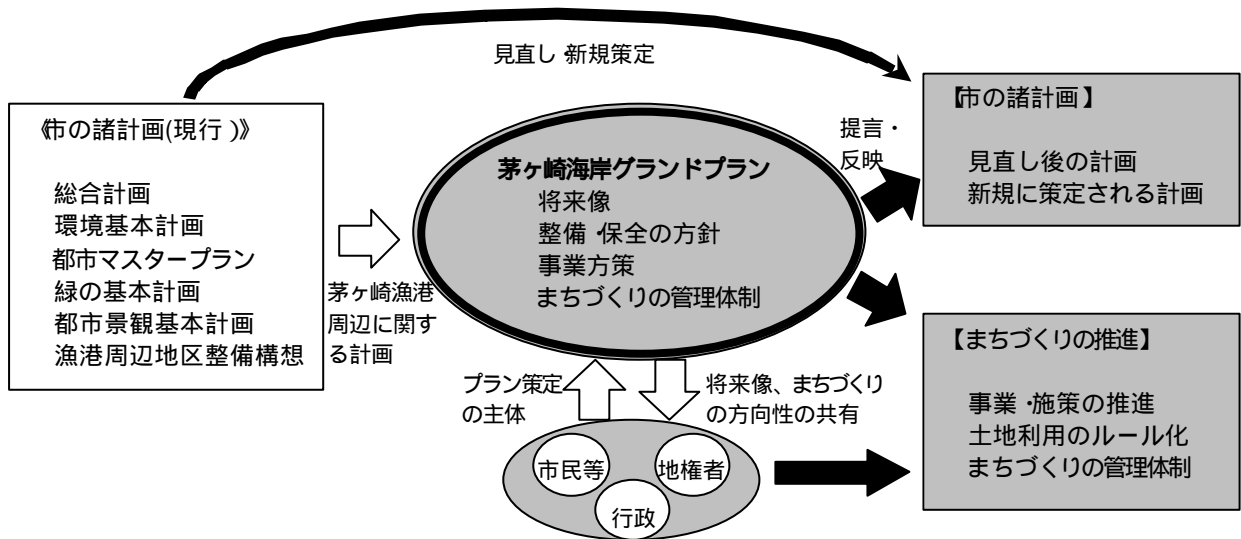 見直し・新規策定
《市の諸計画(現行)》
総合計画
環境基本計画
都市マスタープラン
緑の基本計画
都市景観基本計画
漁港周辺地区整備構想
茅ヶ崎漁港
周辺に関す
る計画
茅ヶ崎海岸グランドプラン
将来像
整備・保全の方針
事業方策
まちづくりの管理体制
提言・
反映
【市の諸計画】
見直し後の計画
新規に策定される計画
プラン策定
の主体
将来像、まちづくり
の方向性の共有
市民等
地権者
行政
【まちづくりの推進】
事業・施策の推進
土地利用のルール化
まちづくりの管理体制